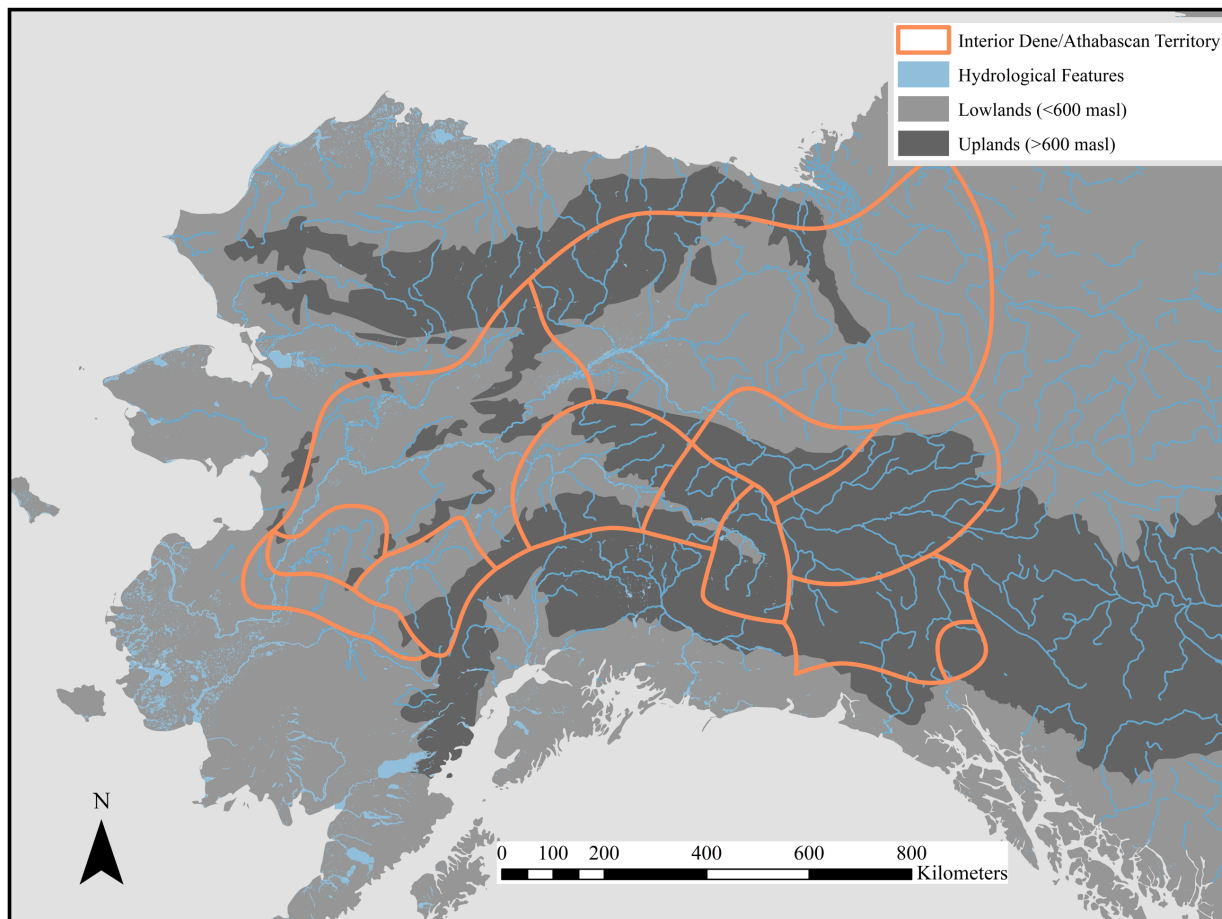 Interior Dene/Athabascan Territory
Hydrological Features
Lowlands (<600 masl)
Uplands (>600 masl)
N
0 100 200 400 600 800
Kilometers